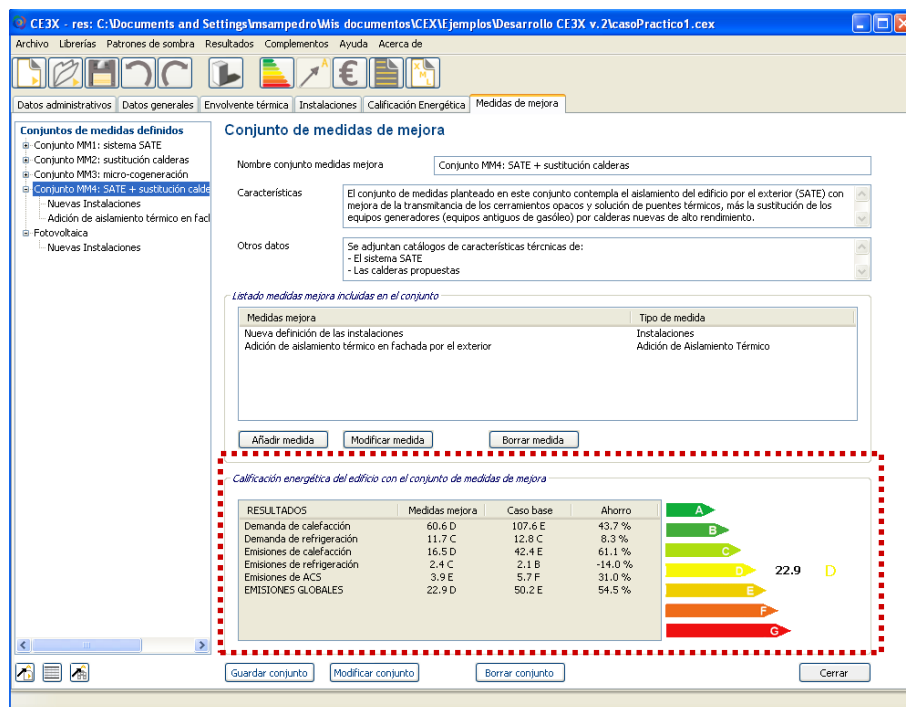 CE3X - res: C:\Documents and Settings\msampedro\Mis documentos\CEX\Ejemplos\Desarrollo CE3X v.2\casoPractico1.cex
Archivo Librerías Patrones de sombra Resultados Complementos Ayuda Acerca de
Datos administrativos Datos generales Envolvente térmica Instalaciones Calificación Energética Medidas de mejora
Conjuntos de medidas definidos
Conjunto MM1: sistema SATE
Conjunto MM2: sustitución calderas
Conjunto MM3: micro-cogeneración
Conjunto MM4: SATE + sustitución calde
Nuevas Instalaciones
Adición de aislamiento térmico en fach
Fotovoltaica
Nuevas Instalaciones
Conjunto de medidas de mejora
Nombre conjunto medidas mejora Conjunto MM4: SATE + sustitución calderas
Características El conjunto de medidas planteado en este conjunto contempla el aislamiento del edificio por el exterior (SATE) con
mejora de la transmitancia de los cerramientos opacos y solución de puentes térmicos, más la sustitución de los
equipos generadores (equipos antiguos de gasóleo) por calderas nuevas de alto rendimiento.
Otros datos Se adjuntan catálogos de características tércnicas de:
- El sistema SATE
- Las calderas propuestas
Listado medidas mejora incluidas en el conjunto
Medidas mejora Tipo de medida
Nueva definición de las instalaciones Instalaciones
Adición de aislamiento térmico en fachada por el exterior Adición de Aislamiento Térmico
Añadir medida Modificar medida Borrar medida
Calificación energética del edificio con el conjunto de medidas de mejora
RESULTADOS Medidas mejora Caso base Ahorro
Demanda de calefacción 60.6 D 107.6 E 43.7 %
Demanda de refrigeración 11.7 C 12.8 C 8.3 %
Emisiones de calefacción 16.5 D 42.4 E 61.1 %
Emisiones de refrigeración 2.4 C 2.1 B -14.0 %
Emisiones de ACS 3.9 E 5.7 F 31.0 %
EMISIONES GLOBALES 22.9 D 50.2 E 54.5 %
A
B
C
D 22.9 D
E
F
G
Guardar conjunto Modificar conjunto Borrar conjunto Cerrar